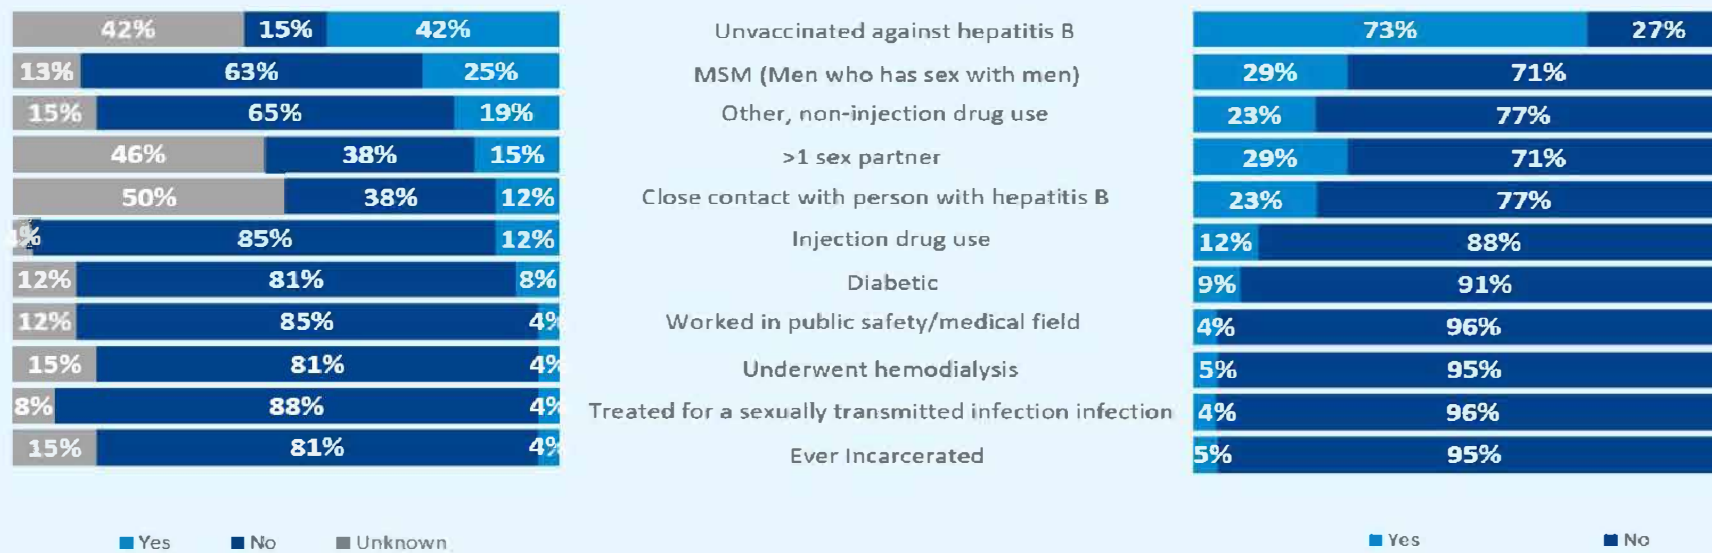 42% 15% 42% Unvaccinated against hepatitis B 73% 27%
13% 63% 25% MSM (Men who has sex with men) 29% 71%
15% 65% 19% Other, non-injection drug use 23% 77%
46% 38% 15% >1 sex partner 29% 71%
50% 38% 12% Close contact with person with hepatitis B 23% 77%
4% 85% 12% Injection drug use 12% 88%
12% 81% 8% Diabetic 9% 91%
12% 85% 4% Worked in public safety/medical field 4% 96%
15% 81% 4% Underwent hemodialysis 5% 95%
8% 88% 4% Treated for a sexually transmitted infection infection 4% 96%
15% 81% 4% Ever Incarcerated 5% 95%
Yes No Unknown Yes No